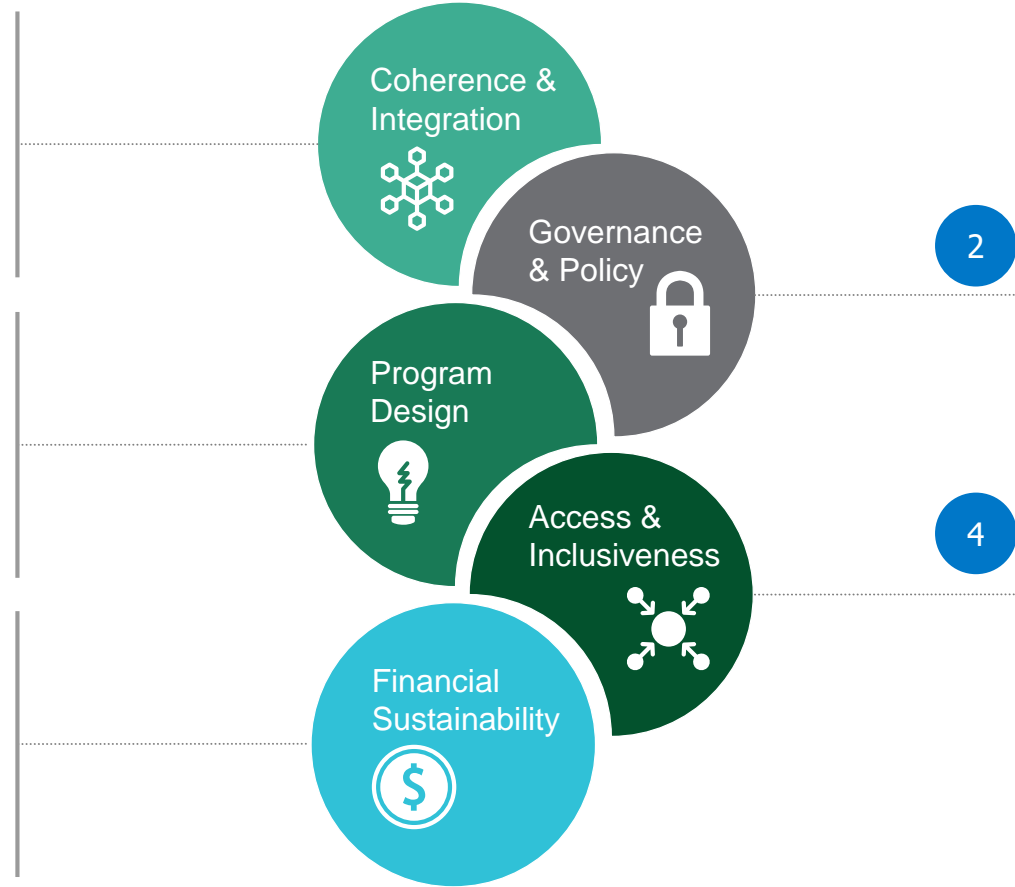 Coherence &
Integration
Governance
& Policy
2
Program
Design
Access &
Inclusiveness
4
Financial
Sustainability
$